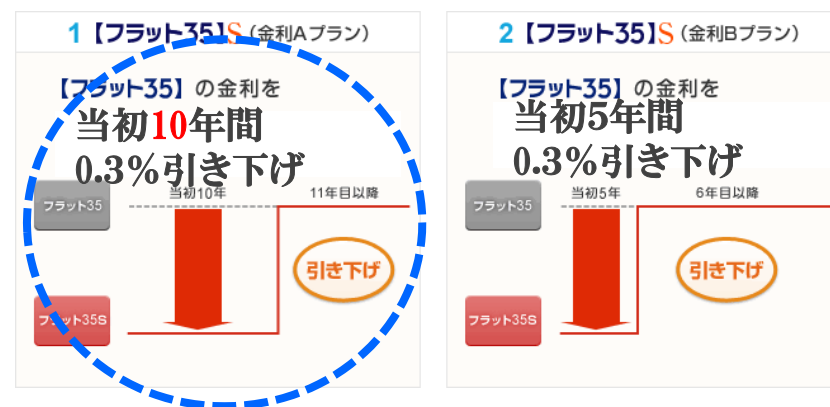 1【フラット35】S(金利Aプラン)
【フラット35】の金利を
当初10年間
0.3%引き下げ
当初10年
11年目以降
フラット35
引き下げ
フラット35S
2【フラット35】S(金利Bプラン)
【フラット35】の金利を
当初5年間
0.3%引き下げ
当初5年
6年目以降
フラット35
引き下げ
フラット35S